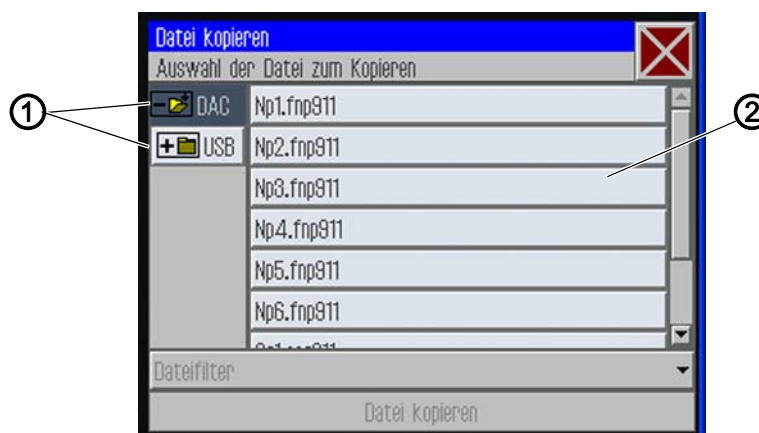 Datei kopieren
Auswahl der Datei zum Kopieren
① DAC Np1.fnp911 ②
USB Np2.fnp911
Np3.fnp911
Np4.fnp911
Np5.fnp911
Np6.fnp911
Dateifilter
Datei kopieren